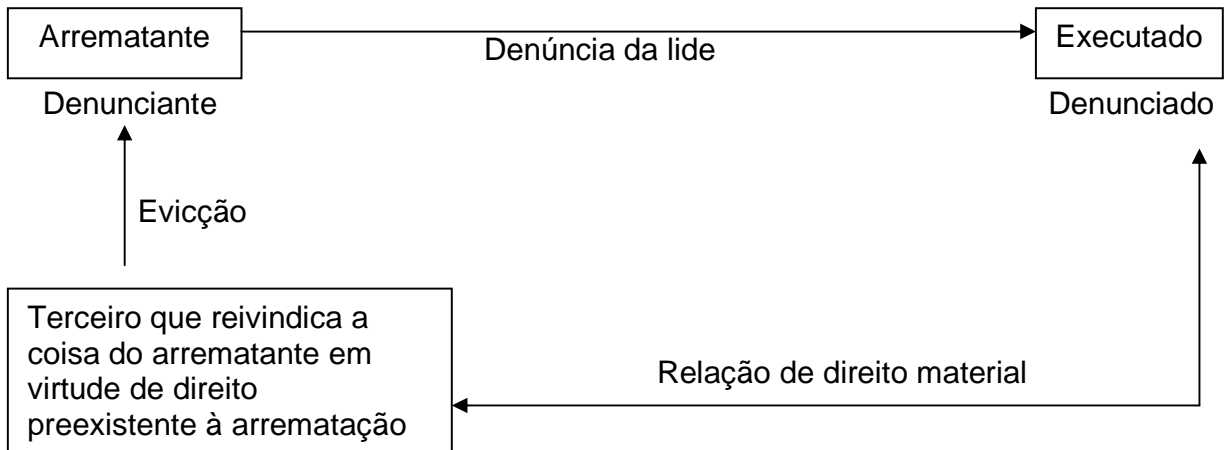 Arrematante
Denúncia da lide
Executado
Denunciante
Denunciado
Evicção
Terceiro que reivindica a
coisa do arrematante em
virtude de direito
preexistente à arrematação
Relação de direito material